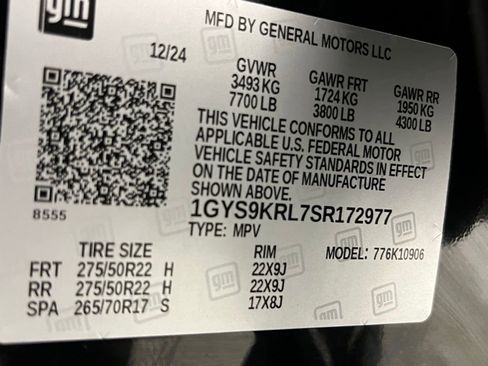 gm
MFD BY GENERAL MOTORS LLC
12/24
GVWR GAWR FRT GAWR RR
3493 KG 1724 KG 1950 KG
7700 LB 3800 LB 4300 LB
THIS VEHICLE CONFORMS TO ALL
APPLICABLE U.S. FEDERAL MOTOR
VEHICLE SAFETY STANDARDS IN EFFECT
ON THE DATE OF MANUFACTURE
SHOWN ABOVE.
8555
1GYS9KRL7SR172977
TYPE: MPV MODEL: 776K10906
TIRE SIZE RIM
FRT 275/50R22 H 22X9J
RR 275/50R22 H 22X9J
SPA 265/70R17 S 17X8J